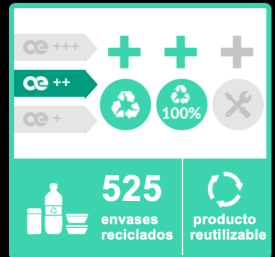 œ +++
œ ++
œ +
100%
525
envases
reciclados
producto
reutilizable